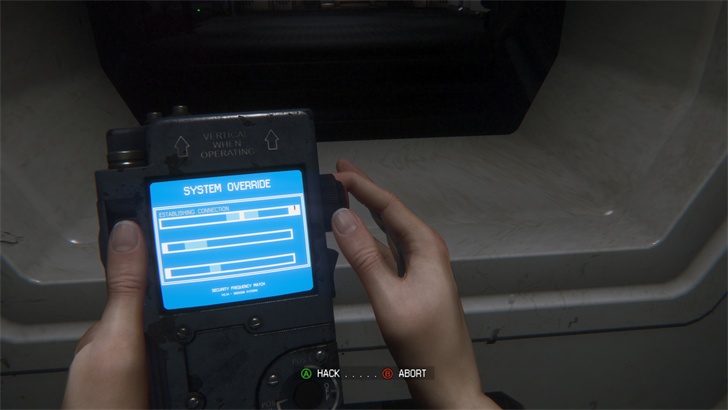 VERTICAL
WHEN
OPERATING
SYSTEM OVERRIDE
ESTABLISHING CONNECTION
!
SECURITY FREQUENCY MATCH
A HACK . . . . . B ABORT